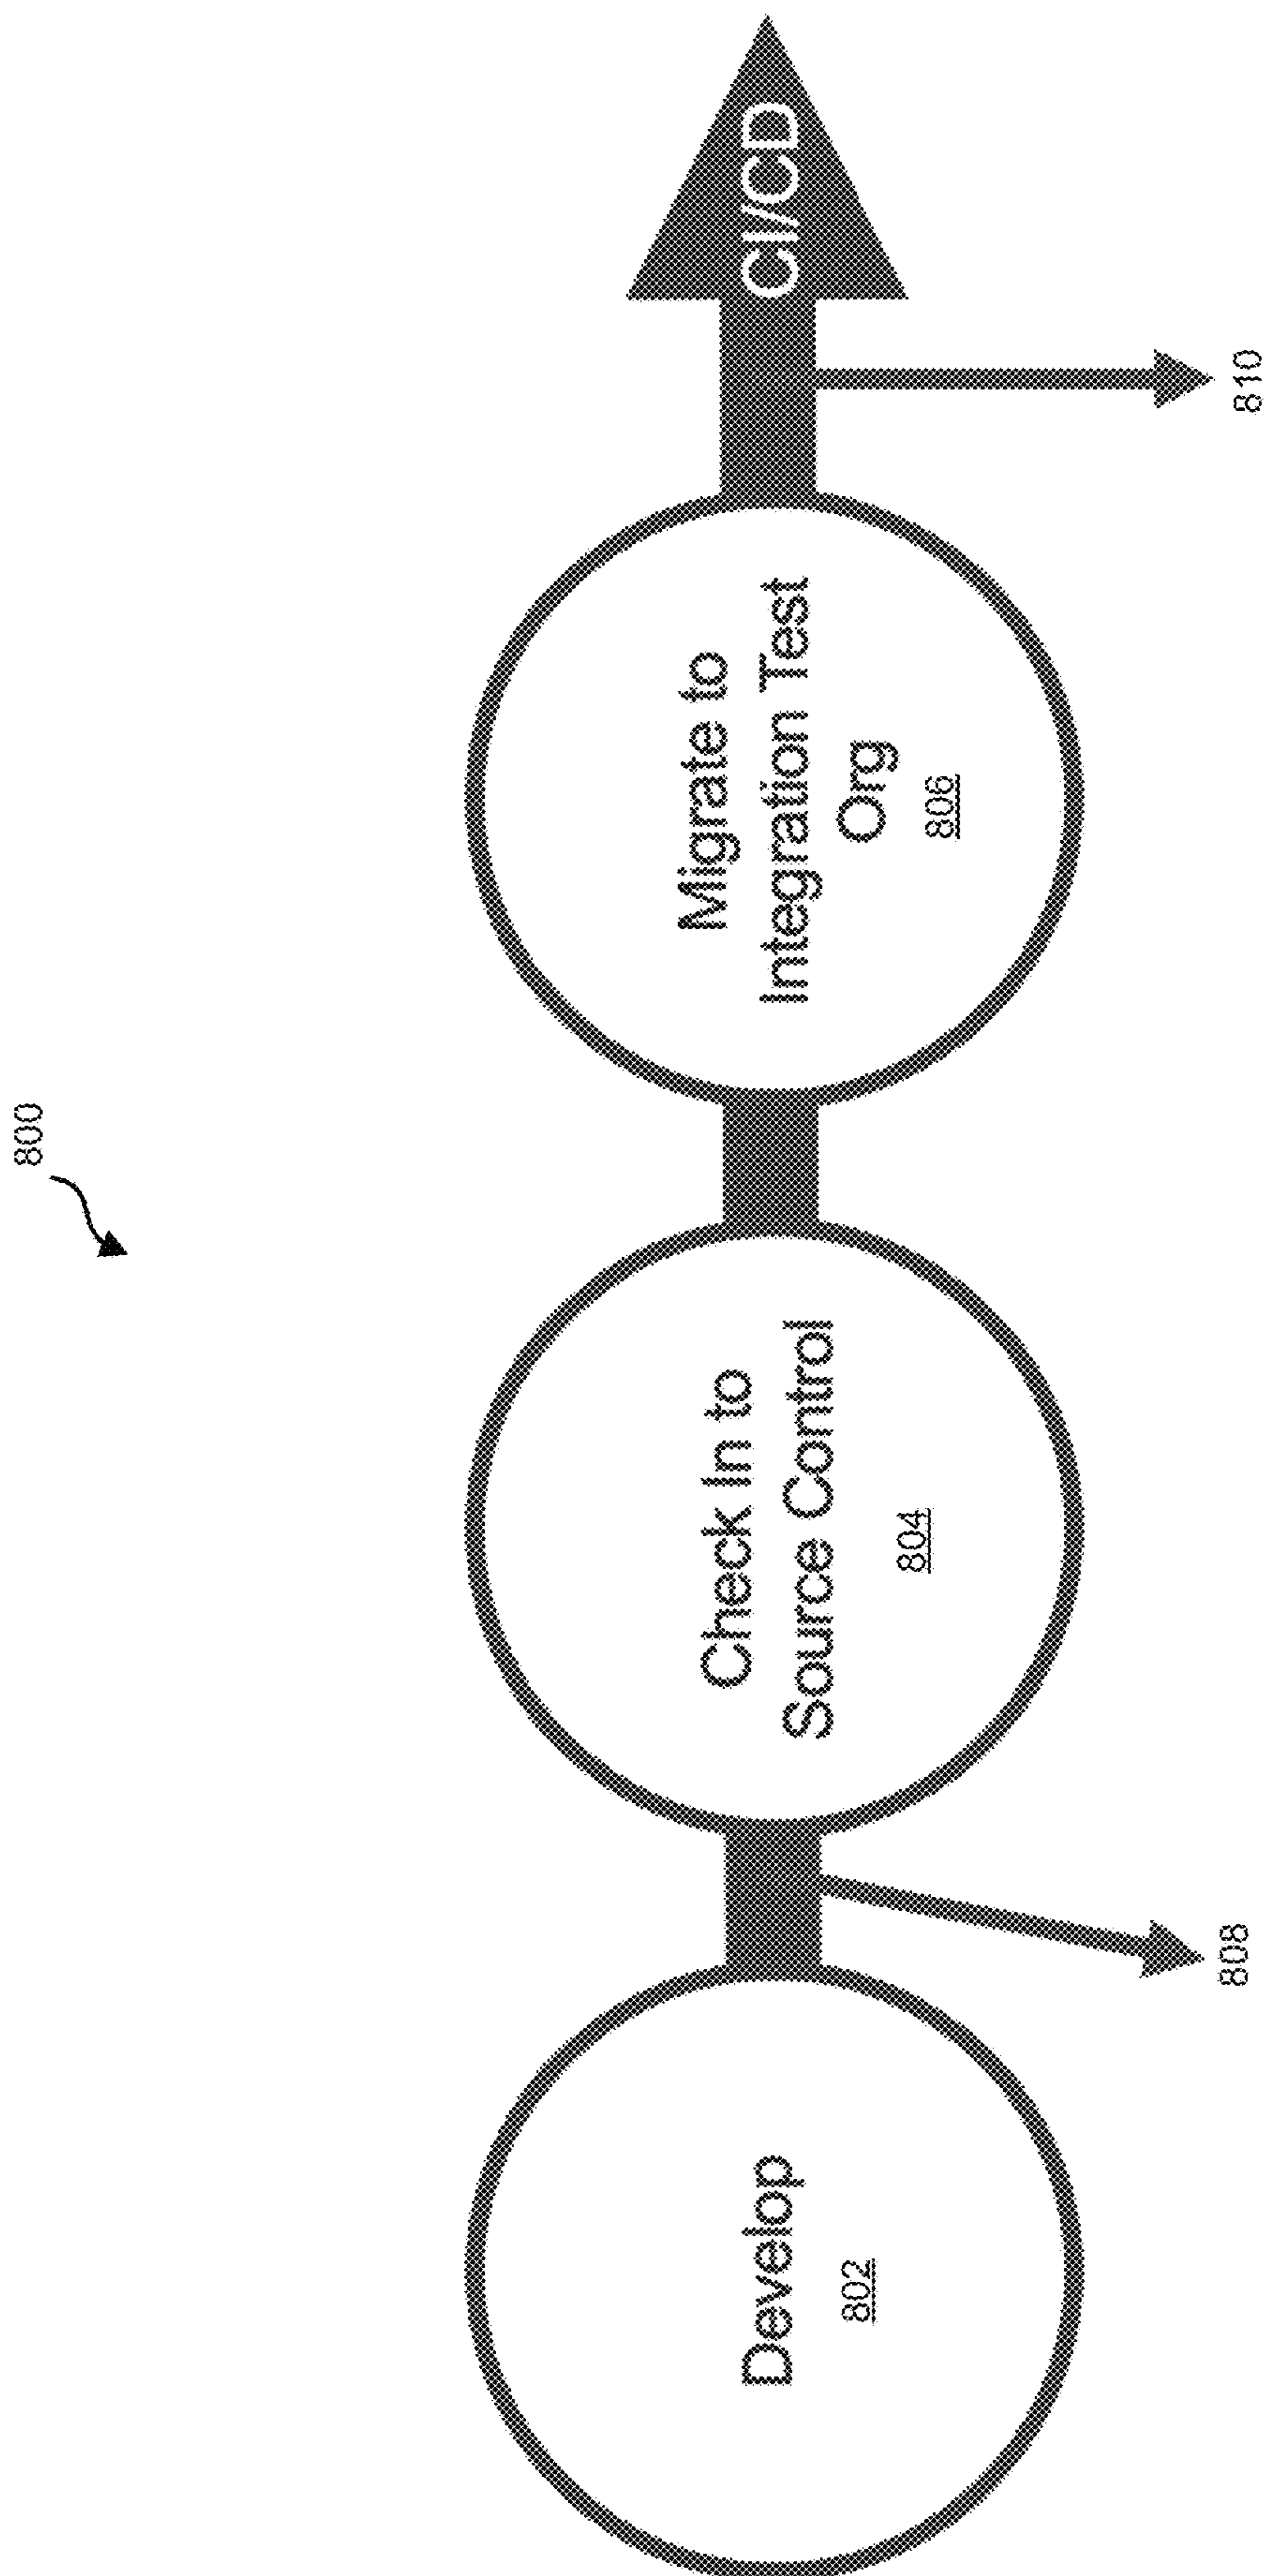 800
Develop
802
Check In to
Source Control
804
Migrate to
Integration Test
Org
806
CI/CD
808
810